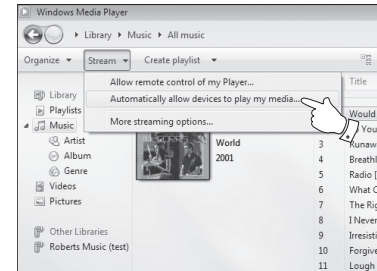 Windows Media Player
Library Music All music
Organize Stream Create playlist
Allow remote control of my Player...
Automatically allow devices to play my media...
More streaming options...
Title
Library
Playlists
Music
Artist
Album
Genre
Videos
Pictures
Other Libraries
Roberts Music (test)
World
2001
Would
You
3 Runaw
4 Breathl
5 Radio [
6 What C
7 The Rig
8 I Never
9 Irresisti
10 Forgive
11 Lough